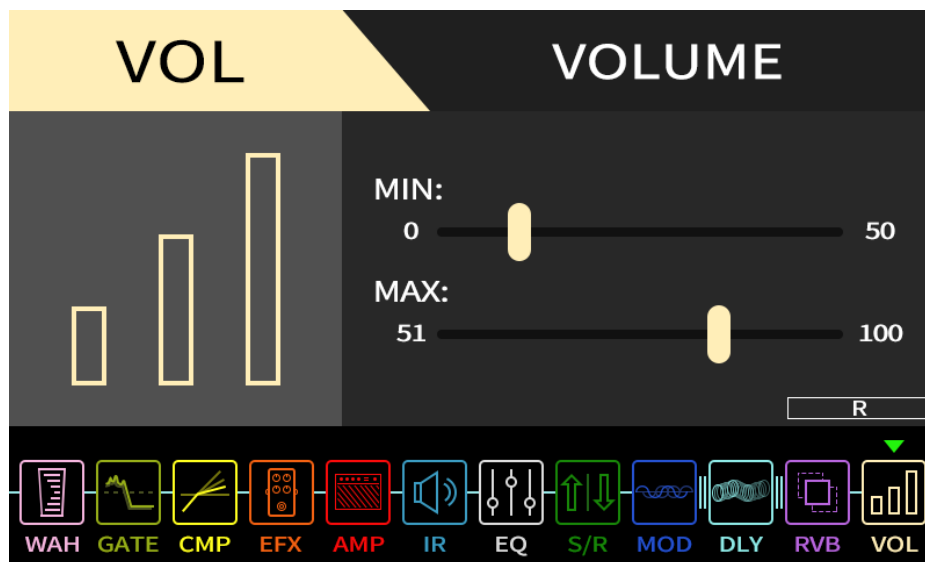 VOL VOLUME
MIN:
0 50
MAX:
51 100
R
WAH GATE CMP EFX AMP IR EQ S/R MOD DLY RVB VOL